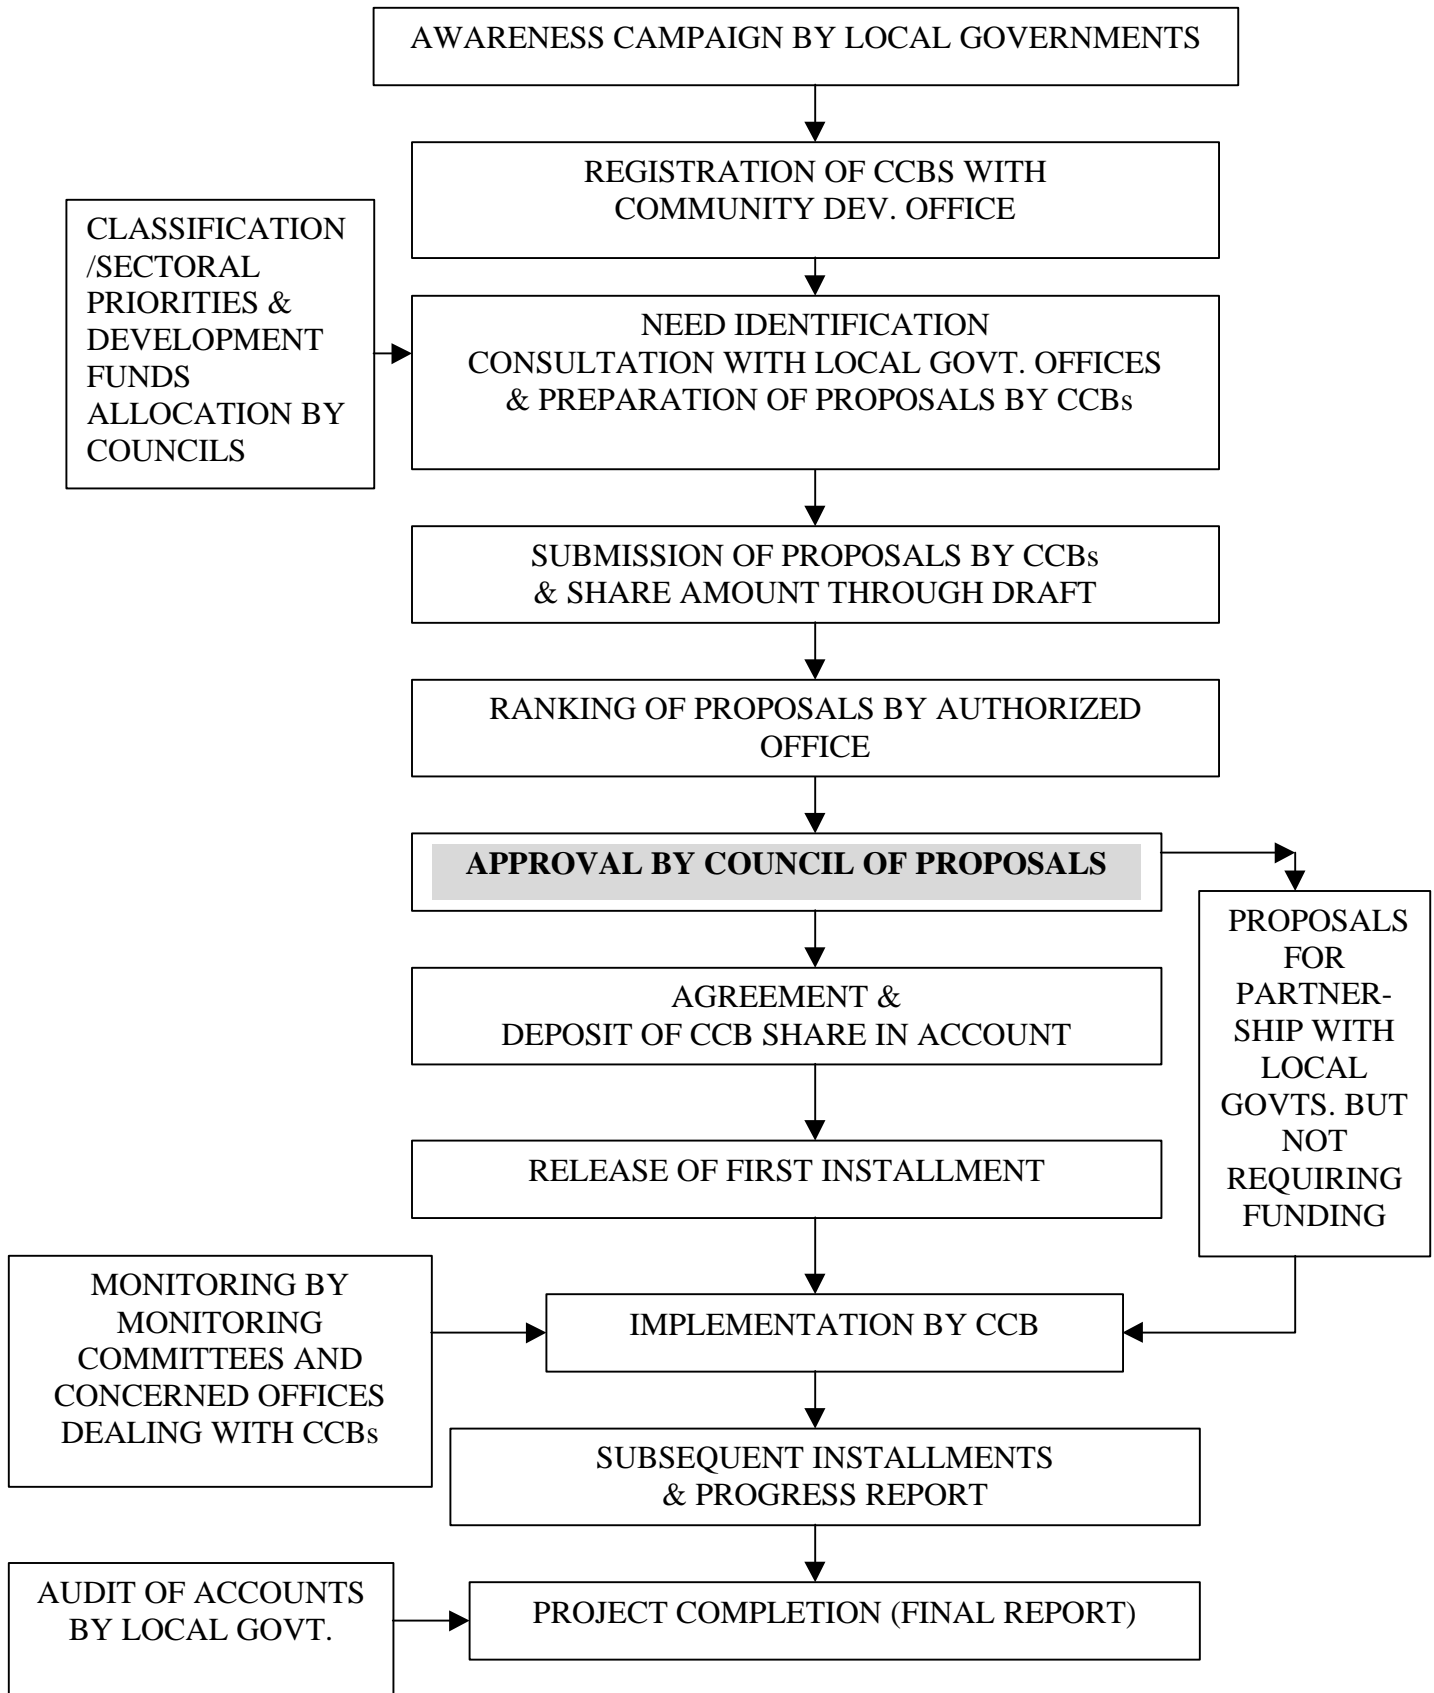 AWARENESS CAMPAIGN BY LOCAL GOVERNMENTS
REGISTRATION OF CCBS WITH
COMMUNITY DEV. OFFICE
CLASSIFICATION
/SECTORAL
PRIORITIES &
DEVELOPMENT
FUNDS
ALLOCATION BY
COUNCILS
NEED IDENTIFICATION
CONSULTATION WITH LOCAL GOVT. OFFICES
& PREPARATION OF PROPOSALS BY CCBs
SUBMISSION OF PROPOSALS BY CCBs
& SHARE AMOUNT THROUGH DRAFT
RANKING OF PROPOSALS BY AUTHORIZED
OFFICE
APPROVAL BY COUNCIL OF PROPOSALS
PROPOSALS
FOR
PARTNER-
SHIP WITH
LOCAL
GOVTS. BUT
NOT
REQUIRING
FUNDING
AGREEMENT &
DEPOSIT OF CCB SHARE IN ACCOUNT
RELEASE OF FIRST INSTALLMENT
MONITORING BY
MONITORING
COMMITTEES AND
CONCERNED OFFICES
DEALING WITH CCBs
IMPLEMENTATION BY CCB
SUBSEQUENT INSTALLMENTS
& PROGRESS REPORT
AUDIT OF ACCOUNTS
BY LOCAL GOVT.
PROJECT COMPLETION (FINAL REPORT)